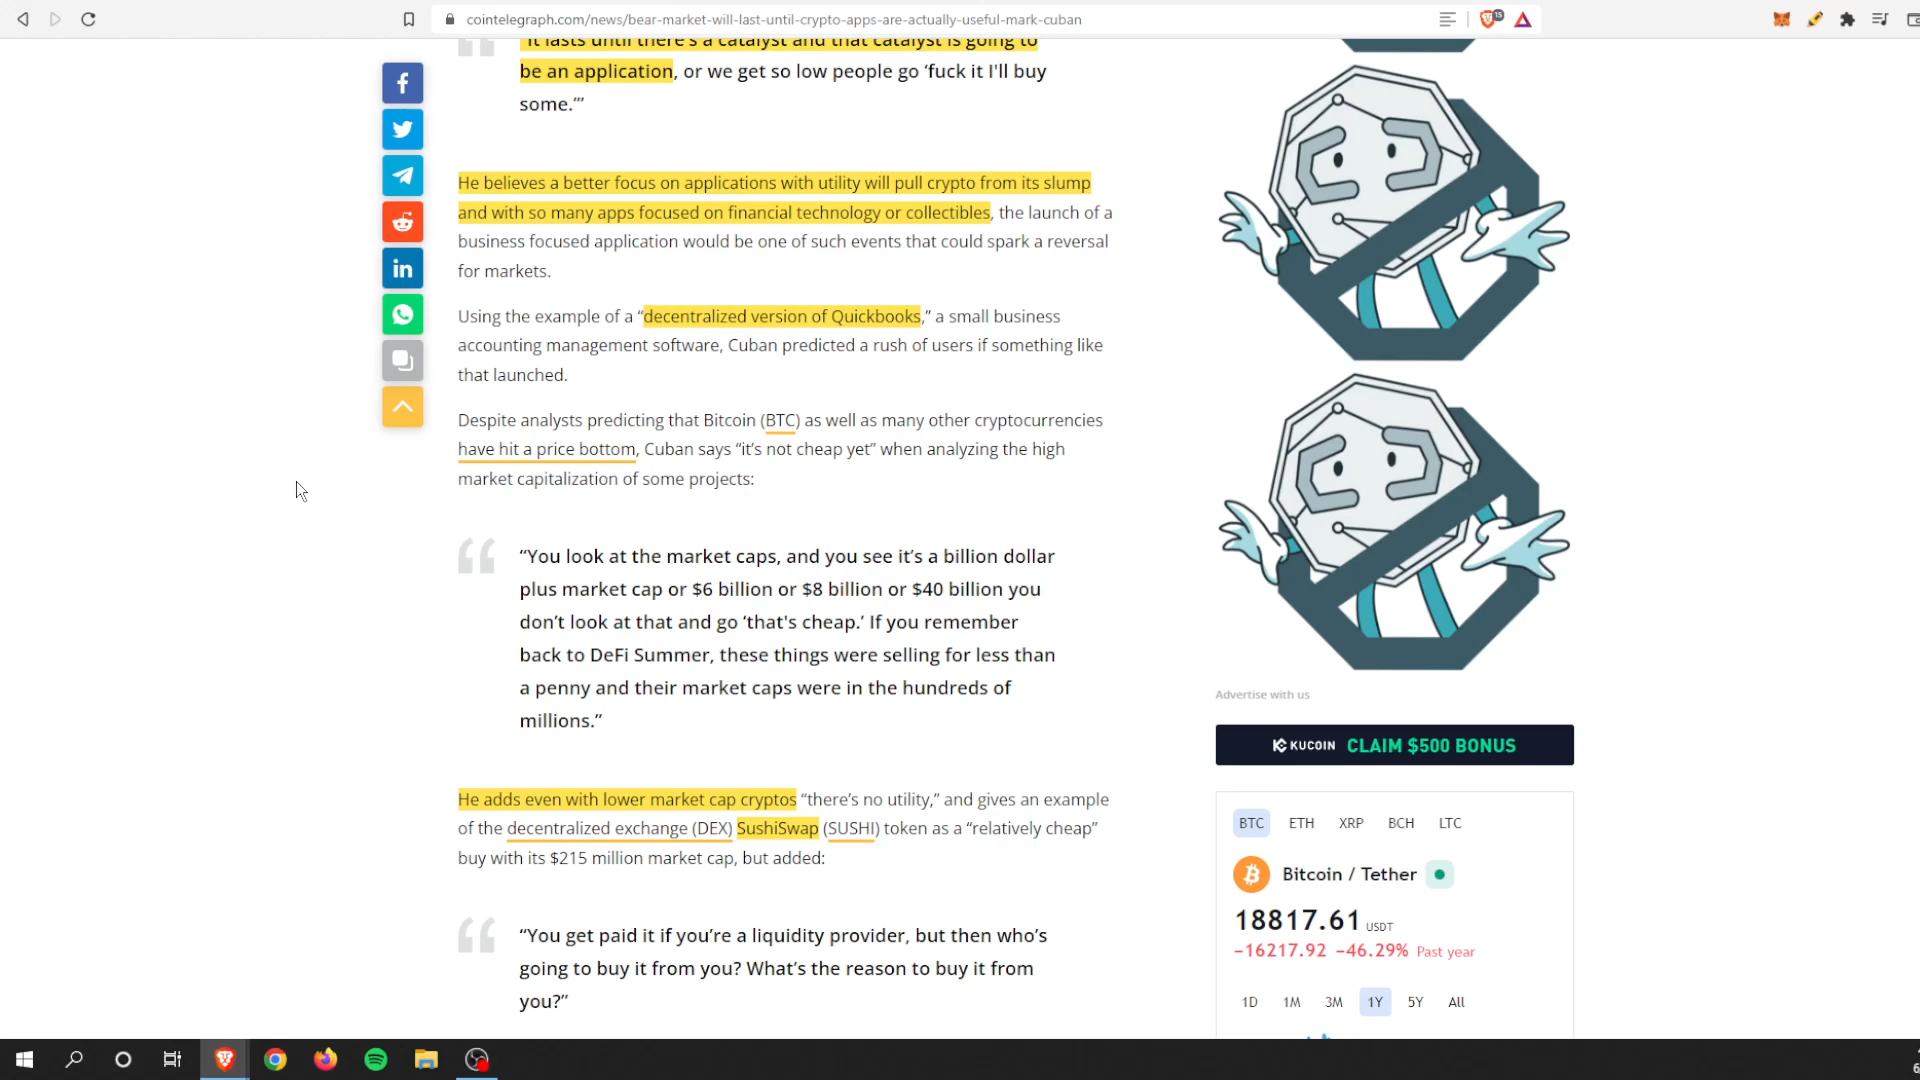 cointelegraph.com/news/bear-market-will-last-until-crypto-apps-are-actually-useful-mark-cuban
15
"It lasts until there's a catalyst and that catalyst is going to
be an application, or we get so low people go ‘fuck it I'll buy
some.’”
He believes a better focus on applications with utility will pull crypto from its slump
and with so many apps focused on financial technology or collectibles, the launch of a
business focused application would be one of such events that could spark a reversal
for markets.
Using the example of a “decentralized version of Quickbooks,” a small business
accounting management software, Cuban predicted a rush of users if something like
that launched.
Despite analysts predicting that Bitcoin (BTC) as well as many other cryptocurrencies
have hit a price bottom, Cuban says “it’s not cheap yet” when analyzing the high
market capitalization of some projects:
“You look at the market caps, and you see it’s a billion dollar
plus market cap or $6 billion or $8 billion or $40 billion you
don’t look at that and go ‘that's cheap.’ If you remember
back to DeFi Summer, these things were selling for less than
a penny and their market caps were in the hundreds of
millions.”
He adds even with lower market cap cryptos “there’s no utility,” and gives an example
of the decentralized exchange (DEX) SushiSwap (SUSHI) token as a “relatively cheap”
buy with its $215 million market cap, but added:
“You get paid it if you’re a liquidity provider, but then who’s
going to buy it from you? What’s the reason to buy it from
you?”
Advertise with us
KUCOIN CLAIM $500 BONUS
BTC ETH XRP BCH LTC
Bitcoin / Tether
18817.61 USDT
−16217.92 −46.29% Past year
1D 1M 3M 1Y 5Y All